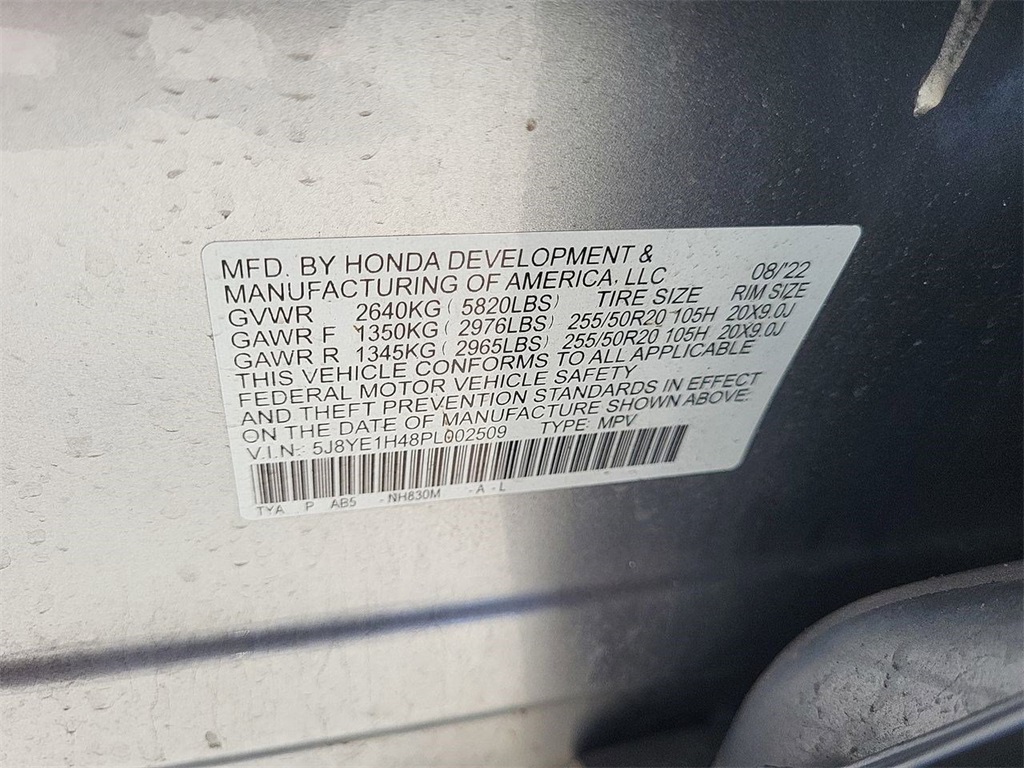 MFD. BY HONDA DEVELOPMENT &
MANUFACTURING OF AMERICA, LLC 08/'22
GVWR 2640KG ( 5820LBS) TIRE SIZE RIM SIZE
GAWR F 1350KG ( 2976LBS) 255/50R20 105H 20X9.0J
GAWR R 1345KG ( 2965LBS) 255/50R20 105H 20X9.0J
THIS VEHICLE CONFORMS TO ALL APPLICABLE
FEDERAL MOTOR VEHICLE SAFETY
AND THEFT PREVENTION STANDARDS IN EFFECT
ON THE DATE OF MANUFACTURE SHOWN ABOVE.
V.I.N.: 5J8YE1H48PL002509 TYPE: MPV
TYA P AB5 -NH830M -A -L